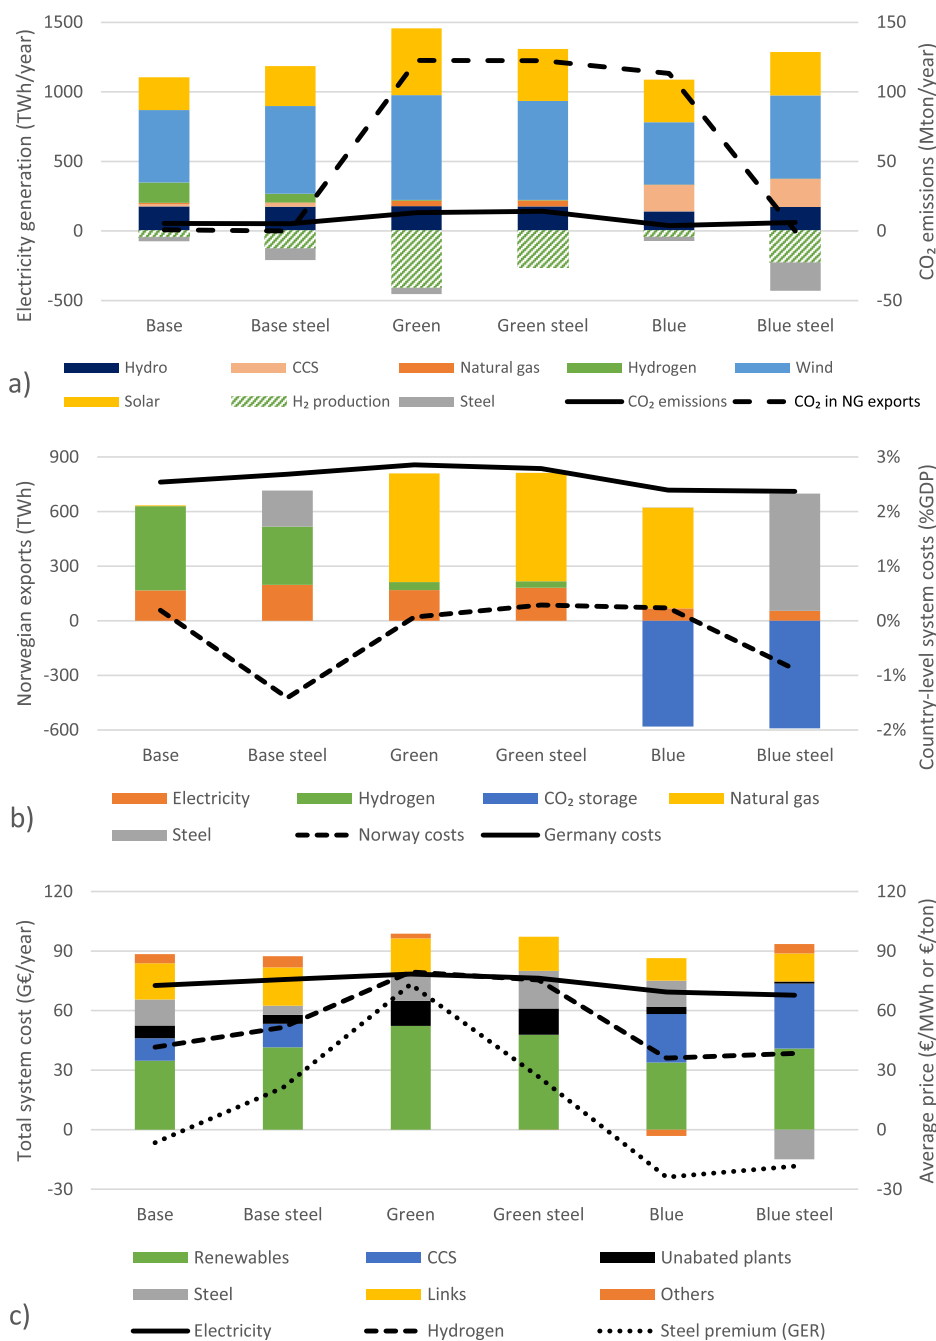 Electricity generation (TWh/year)
1500
1000
500
0
-500
150
100
50
0
-50
CO₂ emissions (Mton/year)
Base Base steel Green Green steel Blue Blue steel
a)
Hydro CCS Natural gas Hydrogen Wind
Solar H₂ production Steel CO₂ emissions CO₂ in NG exports
Norwegian exports (TWh)
900
600
300
0
-300
-600
3%
2%
1%
0%
-1%
-2%
Country-level system costs (%GDP)
Base Base steel Green Green steel Blue Blue steel
b)
Electricity Hydrogen CO₂ storage Natural gas
Steel Norway costs Germany costs
Total system cost (G€/year)
120
90
60
30
0
-30
120
90
60
30
0
-30
Average price (€/MWh or €/ton)
Base Base steel Green Green steel Blue Blue steel
Renewables CCS Unabated plants
Steel Links Others
c)
Electricity Hydrogen Steel premium (GER)